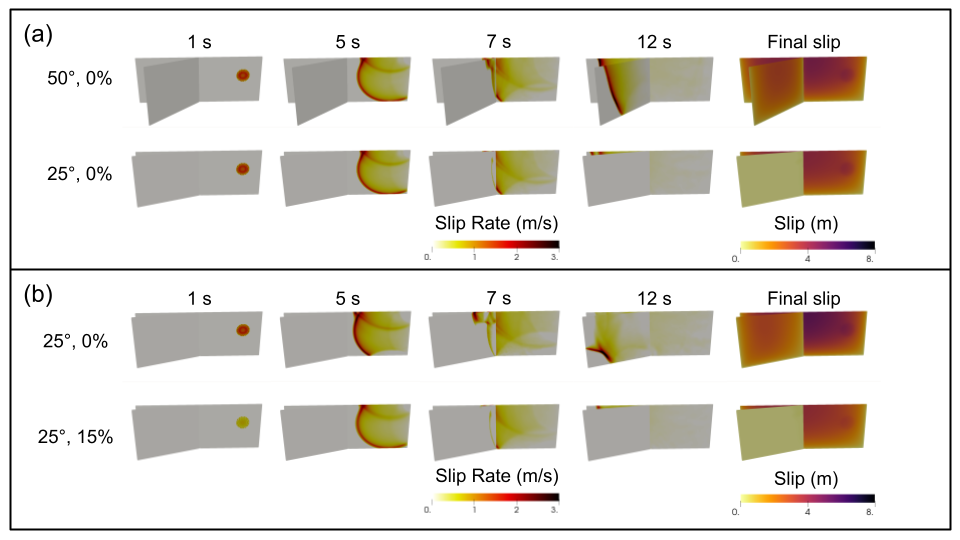 (a)
1 s 5 s 7 s 12 s Final slip
50°, 0%
25°, 0%
Slip Rate (m/s) Slip (m)
0. 1 2 3. 0. 4 8.
(b)
1 s 5 s 7 s 12 s Final slip
25°, 0%
25°, 15%
Slip Rate (m/s) Slip (m)
0. 1 2 3. 0. 4 8.